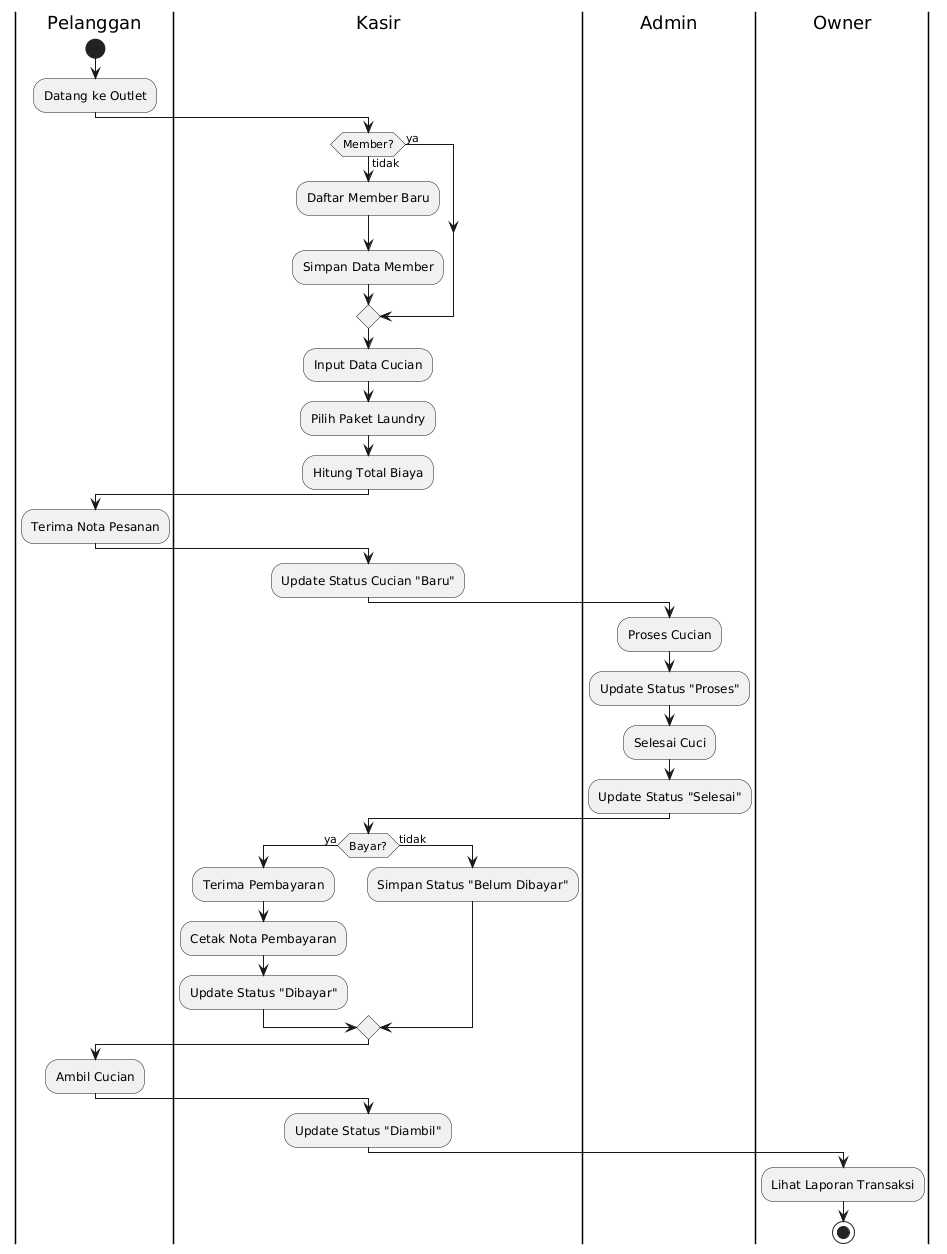 Pelanggan
Kasir
Admin
Owner
Datang ke Outlet
Member?
ya
tidak
Daftar Member Baru
Simpan Data Member
Input Data Cucian
Pilih Paket Laundry
Hitung Total Biaya
Terima Nota Pesanan
Update Status Cucian "Baru"
Proses Cucian
Update Status "Proses"
Selesai Cuci
Update Status "Selesai"
ya
Bayar?
tidak
Terima Pembayaran
Simpan Status "Belum Dibayar"
Cetak Nota Pembayaran
Update Status "Dibayar"
Ambil Cucian
Update Status "Diambil"
Lihat Laporan Transaksi